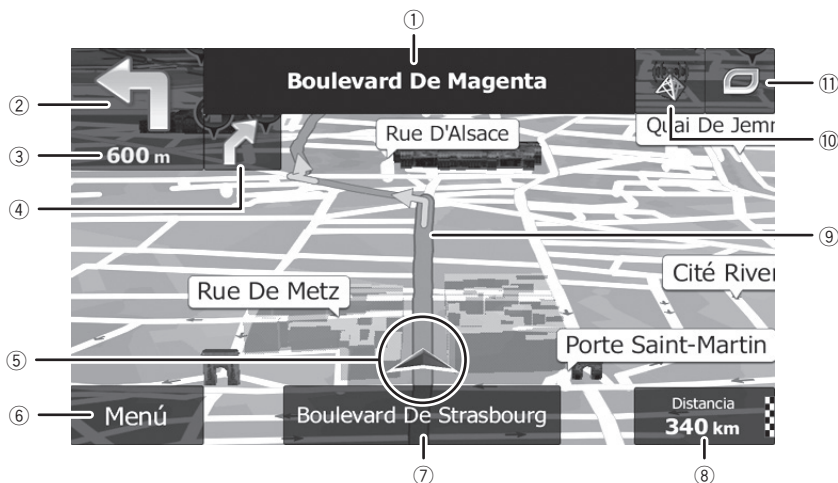 ①
Boulevard De Magenta
⑪
②
Rue D'Alsace
Quai De Jemm
⑩
③
600 m
④
⑨
Cité River
Rue De Metz
⑤
Porte Saint-Martin
⑥
Menú
Boulevard De Strasbourg
Distancia
340 km
⑦
⑧